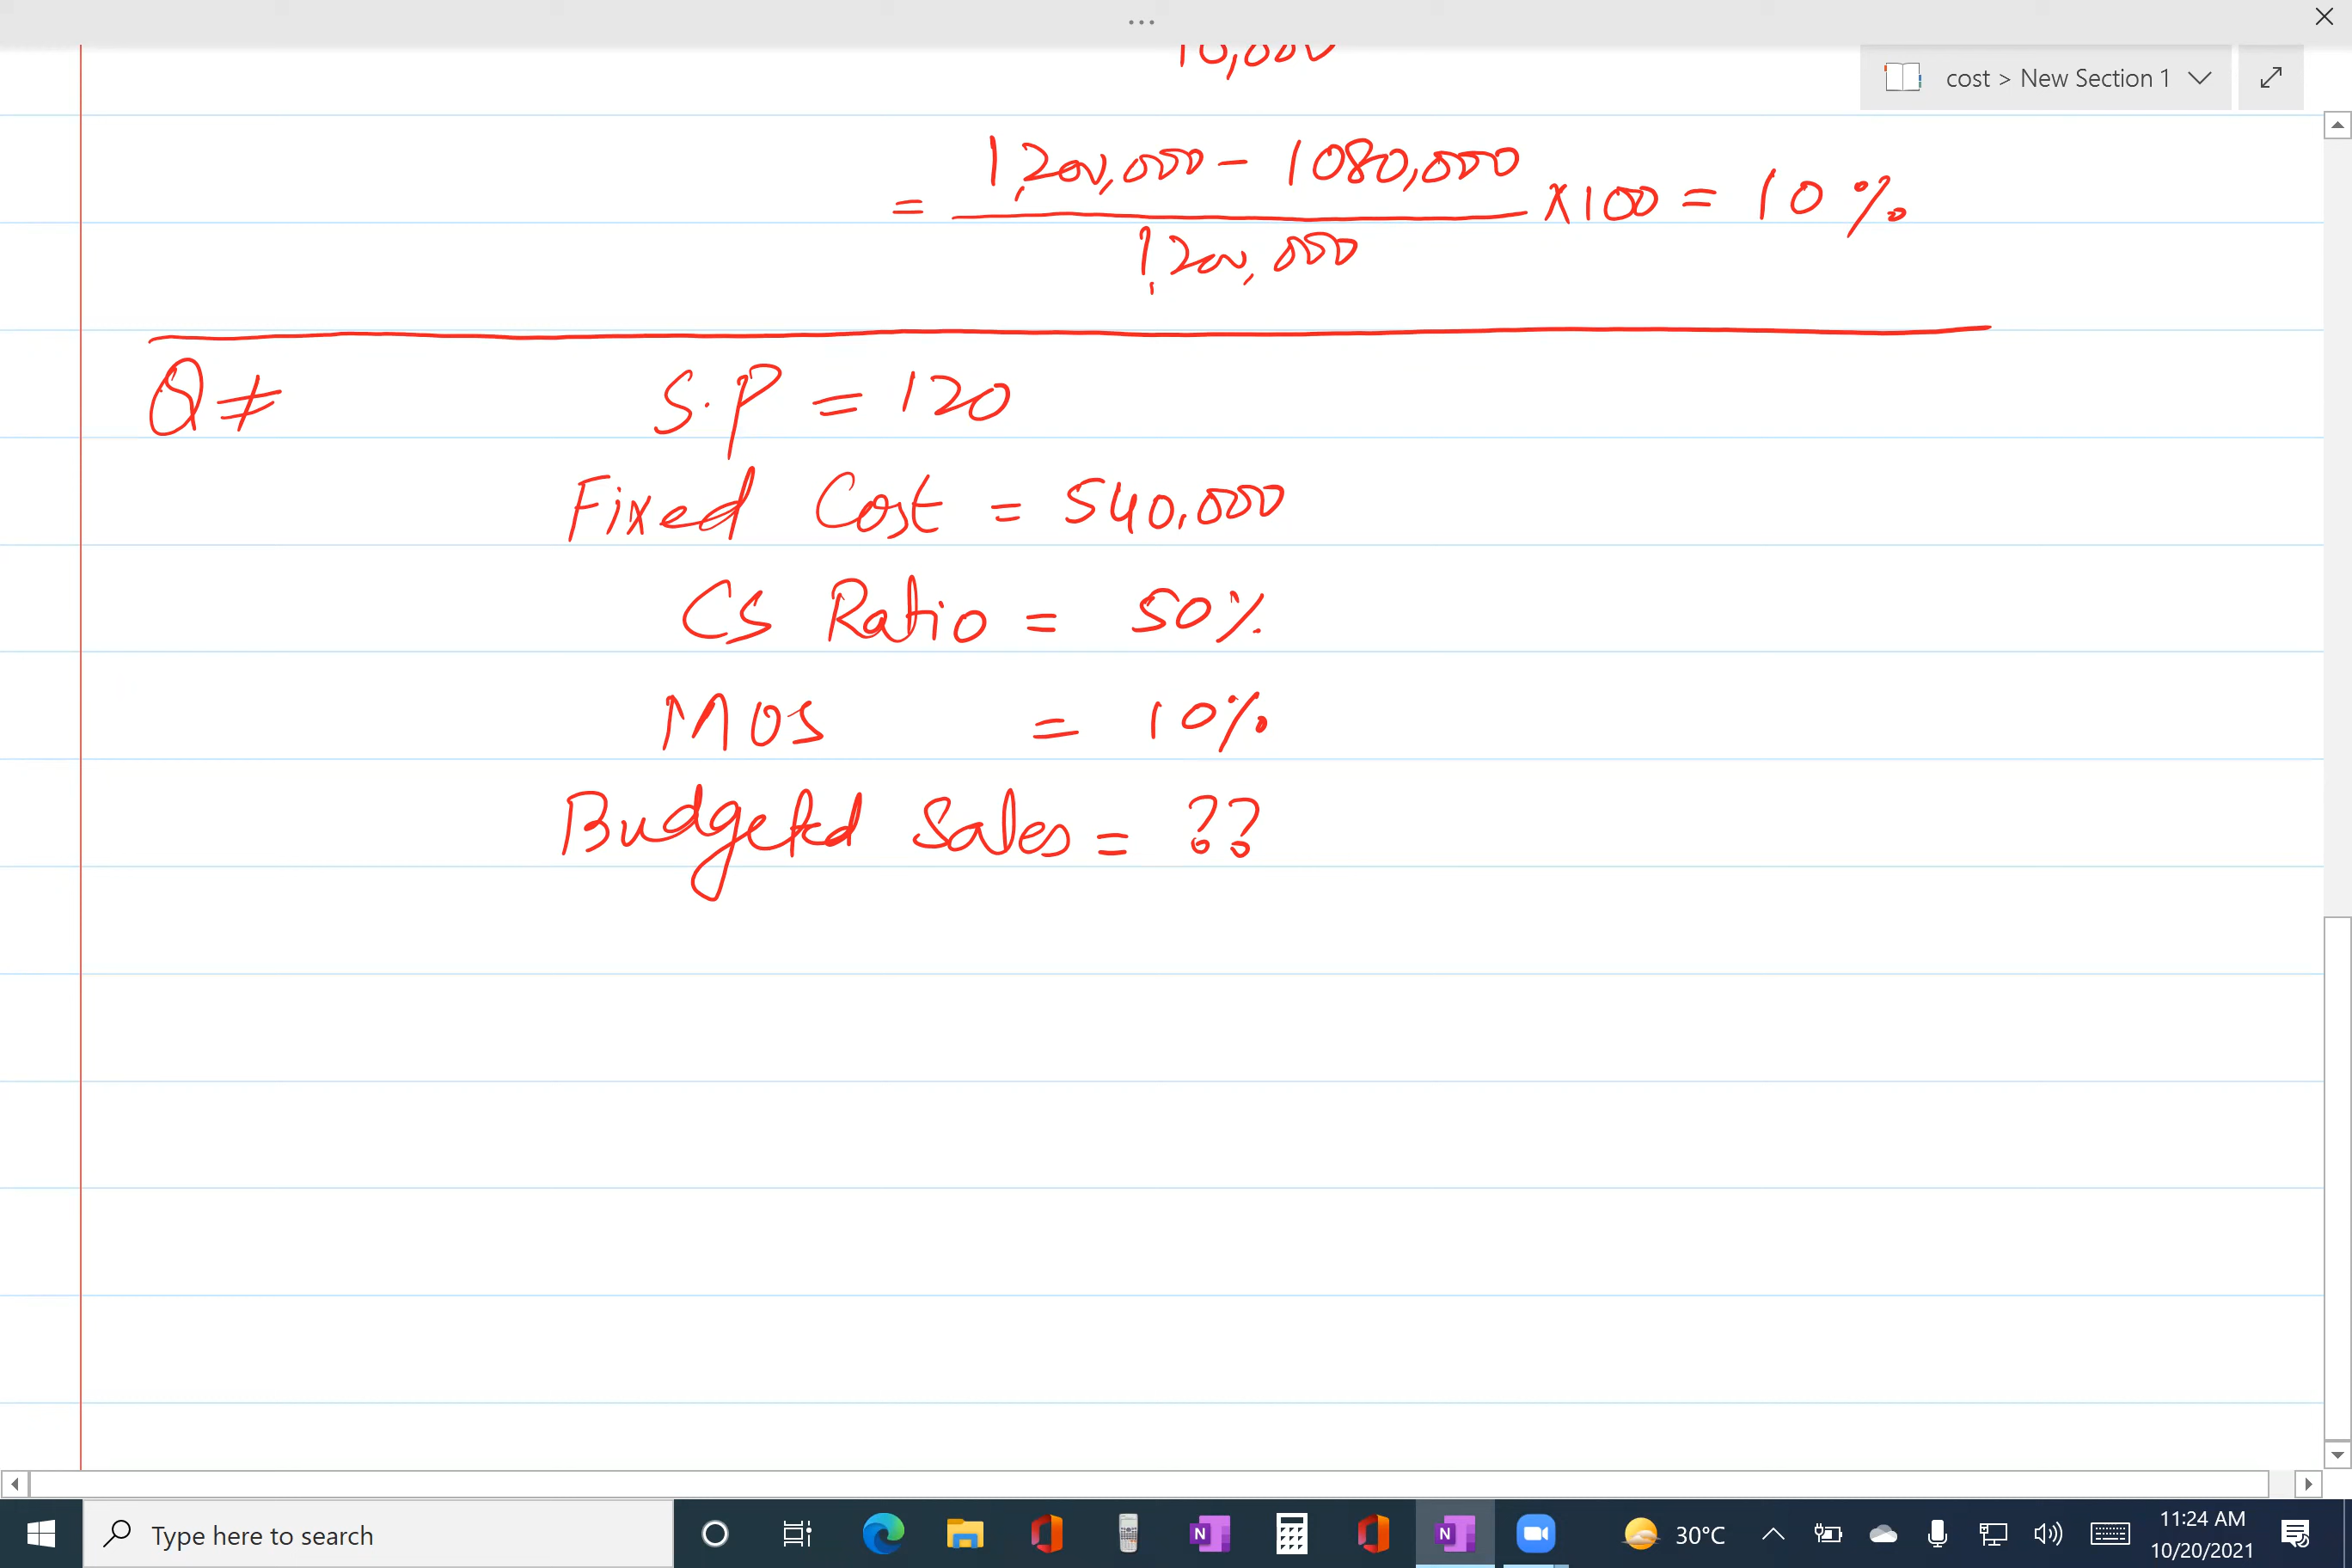 ...
cost > New Section 1
= 1,200,000 - 1080,000 / 1,200,000 ×100 = 10%
Q≠ S.P = 120
Fixed Cost = 540,000
CS Ratio = 50%
MOS = 10%
Budgeted Sales = ??
Type here to search
30°C
11:24 AM
10/20/2021